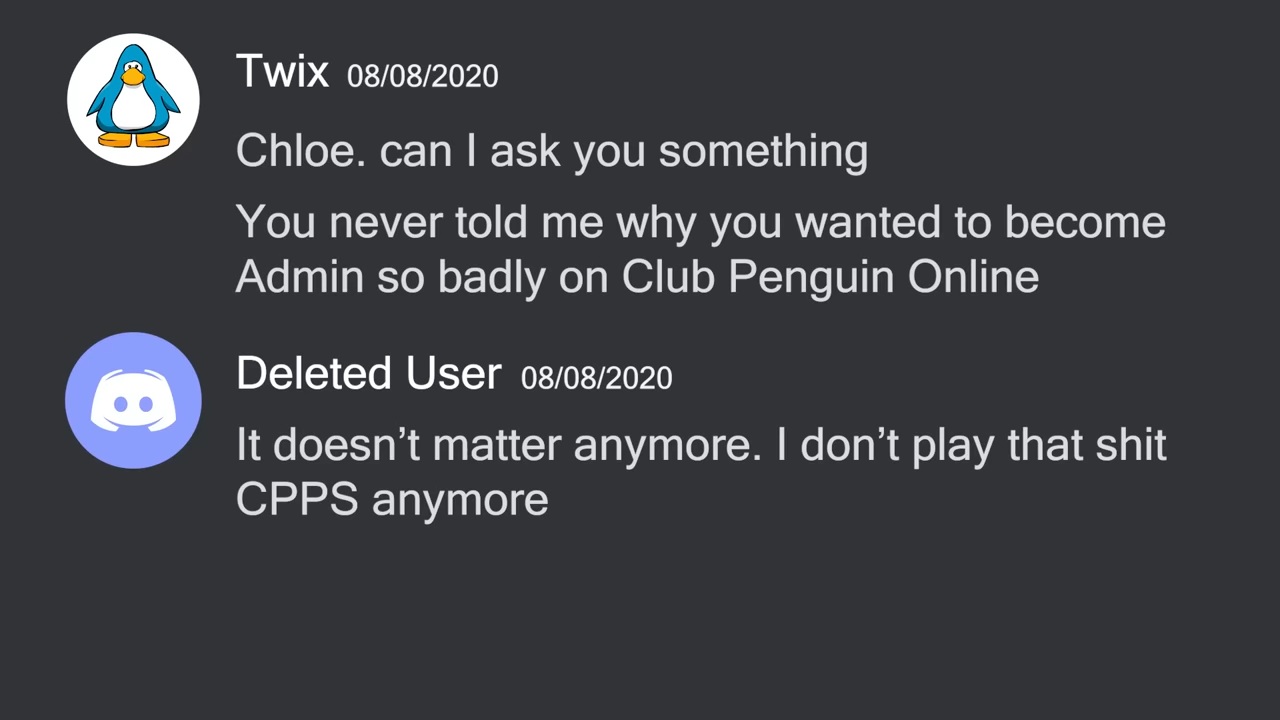 Twix 08/08/2020
Chloe. can I ask you something
You never told me why you wanted to become
Admin so badly on Club Penguin Online
Deleted User 08/08/2020
It doesn’t matter anymore. I don’t play that shit
CPPS anymore